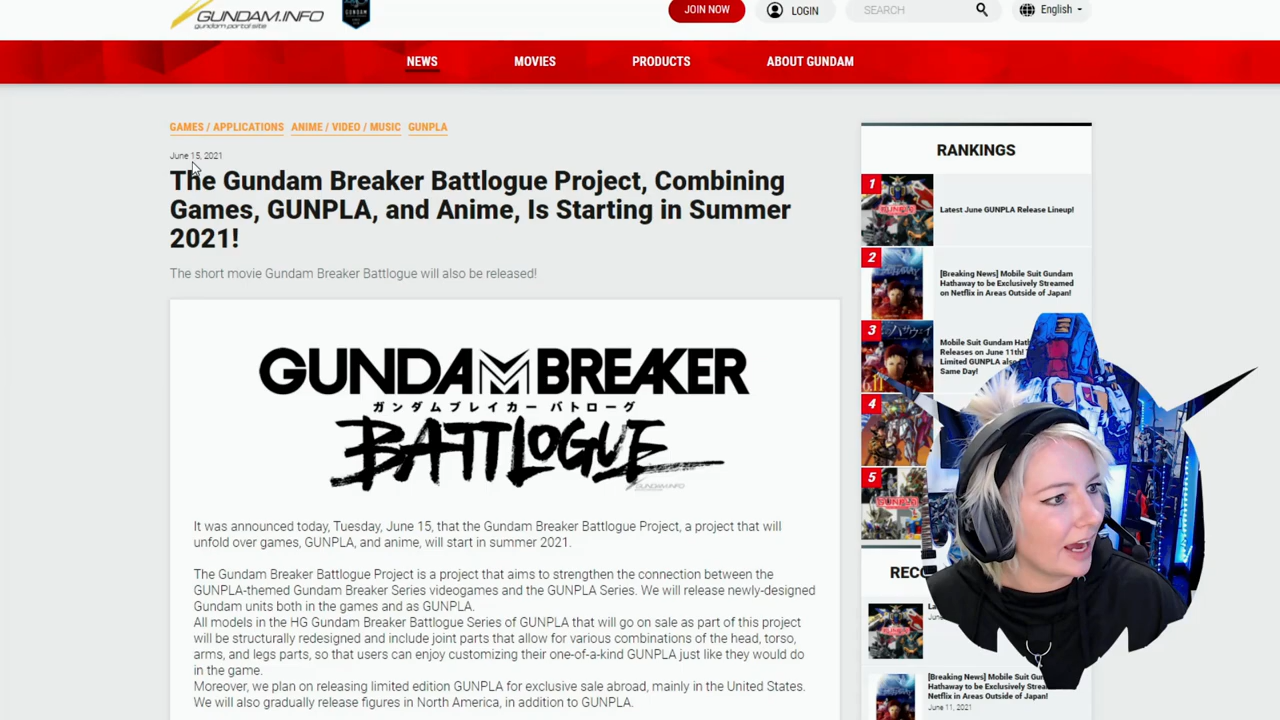 GUNDAM.INFO
gundam portal site
JOIN NOW
LOGIN
SEARCH
English
NEWS
MOVIES
PRODUCTS
ABOUT GUNDAM
GAMES / APPLICATIONS ANIME / VIDEO / MUSIC GUNPLA
June 15, 2021
The Gundam Breaker Battlogue Project, Combining
Games, GUNPLA, and Anime, Is Starting in Summer
2021!
The short movie Gundam Breaker Battlogue will also be released!
GUNDAM BREAKER
ガンダムブレイカー バトローグ
BATTLOGUE
GUNDAM.INFO
It was announced today, Tuesday, June 15, that the Gundam Breaker Battlogue Project, a project that will
unfold over games, GUNPLA, and anime, will start in summer 2021.
The Gundam Breaker Battlogue Project is a project that aims to strengthen the connection between the
GUNPLA-themed Gundam Breaker Series videogames and the GUNPLA Series. We will release newly-designed
Gundam units both in the games and as GUNPLA.
All models in the HG Gundam Breaker Battlogue Series of GUNPLA that will go on sale as part of this project
will be structurally redesigned and include joint parts that allow for various combinations of the head, torso,
arms, and legs parts, so that users can enjoy customizing their one-of-a-kind GUNPLA just like they would do
in the game.
Moreover, we plan on releasing limited edition GUNPLA for exclusive sale abroad, mainly in the United States.
We will also gradually release figures in North America, in addition to GUNPLA.
RANKINGS
1
Latest June GUNPLA Release Lineup!
2
[Breaking News] Mobile Suit Gundam
Hathaway to be Exclusively Streamed
on Netflix in Areas Outside of Japan!
3
Mobile Suit Gundam Hat
Releases on June 11th!
Limited GUNPLA als
Same Day!
4
5
RECO
La
June
[Breaking News] Mobile Suit Gun
Hathaway to be Exclusively Stream
Netflix in Areas Outside of Japan!
June 11, 2021